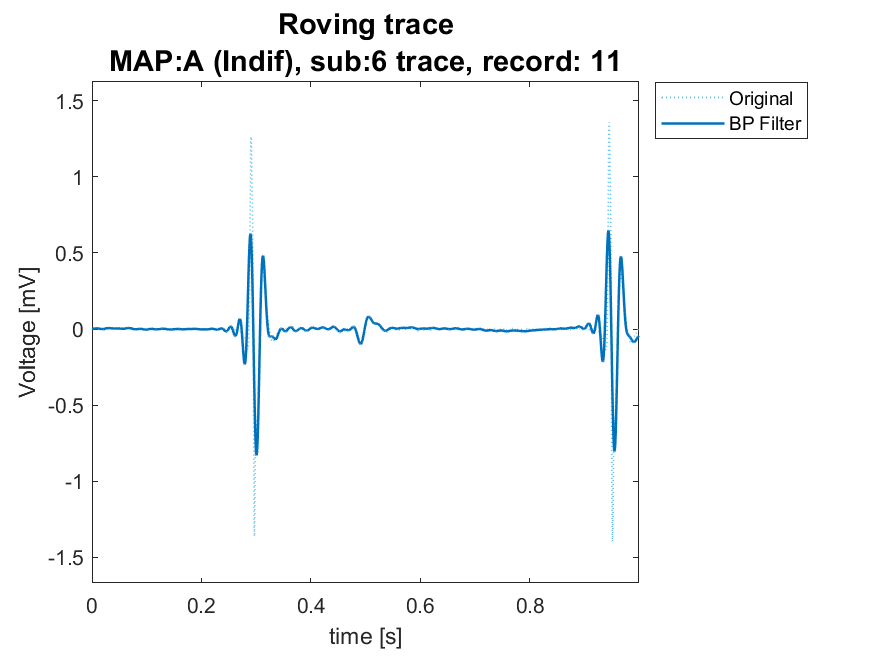 Roving trace
MAP:A (Indif), sub:6 trace, record: 11
Original
BP Filter
1.5
1
0.5
0
-0.5
-1
-1.5
Voltage [mV]
0
0.2
0.4
0.6
0.8
time [s]